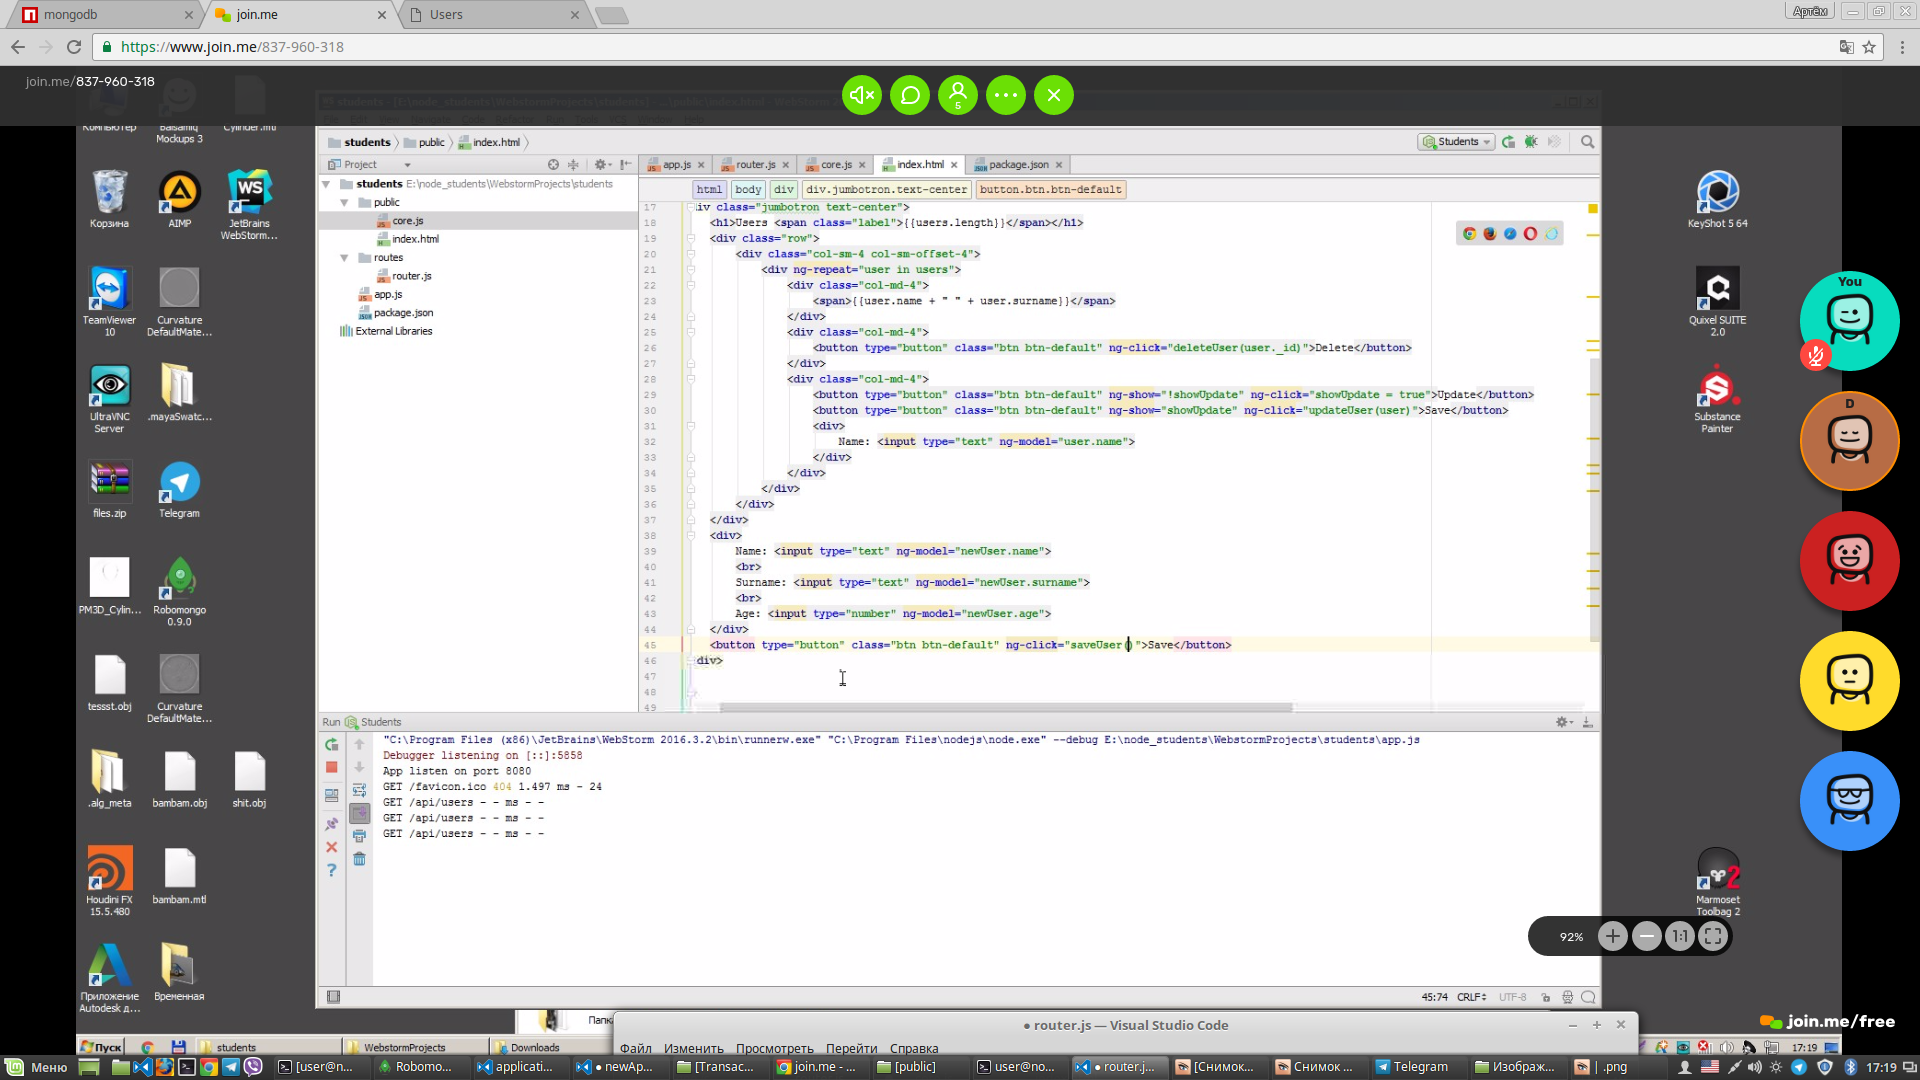 mongodb
join.me
Users
Артём
https://www.join.me/837-960-318
join.me/837-960-318
5
Компьютер
Balsamiq Mockups 3
Cylinder.mtl
Корзина
AIMP
JetBrains WebStorm...
TeamViewer 10
Curvature DefaultMate...
UltraVNC Server
.mayaSwatc...
files.zip
Telegram
PM3D_Cylin...
Robomongo 0.9.0
tessst.obj
Curvature DefaultMate...
.alg_meta
bambam.obj
shit.obj
Houdini FX 15.5.480
bambam.mtl
Приложение Autodesk д...
Временная
students
public
index.html
Students
Project
app.js
router.js
core.js
index.html
package.json
students E:\node_students\WebstormProjects\students
public
core.js
index.html
routes
router.js
app.js
package.json
External Libraries
html
body
div
div.jumbotron.text-center
button.btn.btn-default
17 iv class="jumbotron text-center">
18 <h1>Users <span class="label">{{users.length}}</span></h1>
19 <div class="row">
20 <div class="col-sm-4 col-sm-offset-4">
21 <div ng-repeat="user in users">
22 <div class="col-md-4">
23 <span>{{user.name + " " + user.surname}}</span>
24 </div>
25 <div class="col-md-4">
26 <button type="button" class="btn btn-default" ng-click="deleteUser(user._id)">Delete</button>
27 </div>
28 <div class="col-md-4">
29 <button type="button" class="btn btn-default" ng-show="!showUpdate" ng-click="showUpdate = true">Update</button>
30 <button type="button" class="btn btn-default" ng-show="showUpdate" ng-click="updateUser(user)">Save</button>
31 <div>
32 Name: <input type="text" ng-model="user.name">
33 </div>
34 </div>
35 </div>
36 </div>
37 </div>
38 <div>
39 Name: <input type="text" ng-model="newUser.name">
40 <br>
41 Surname: <input type="text" ng-model="newUser.surname">
42 <br>
43 Age: <input type="number" ng-model="newUser.age">
44 </div>
45 <button type="button" class="btn btn-default" ng-click="saveUser()">Save</button>
46 div>
47
48
49
Run Students
"C:\Program Files (x86)\JetBrains\WebStorm 2016.3.2\bin\runnerw.exe" "C:\Program Files\nodejs\node.exe" --debug E:\node_students\WebstormProjects\students\app.js
Debugger listening on [::]:5858
App listen on port 8080
GET /favicon.ico 404 1.497 ms - 24
GET /api/users - - ms - -
GET /api/users - - ms - -
GET /api/users - - ms - -
45:74 CRLF UTF-8
KeyShot 5 64
Quixel SUITE 2.0
Substance Painter
Marmoset Toolbag 2
You
D
92%
1:1
join.me/free
Папк
● router.js — Visual Studio Code
Файл Изменить Просмотреть Перейти Справка
Пуск
students
WebstormProjects
Downloads
17:19
Меню
[user@n...
Robomo...
applicati...
● newAp...
[Transac...
join.me - ...
[public]
user@no...
● router.j...
[Снимок...
Снимок ...
Telegram
Изображ...
| .png
17:19